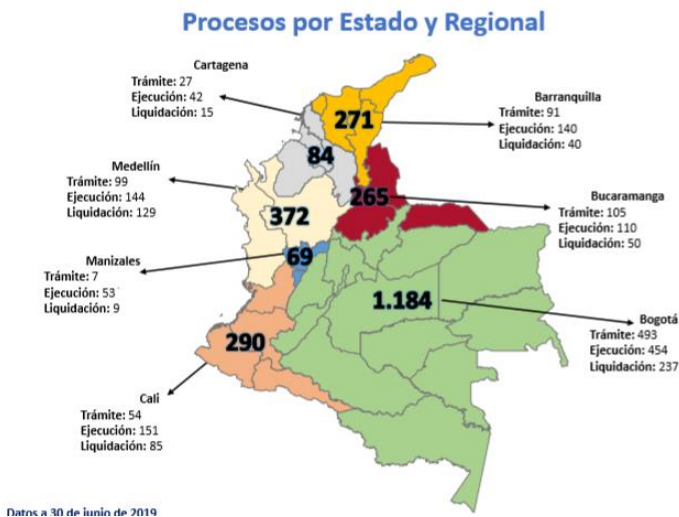 Procesos por Estado y Regional
Cartagena
Trámite: 27
Ejecución: 42
Liquidación: 15
Barranquilla
Trámite: 91
Ejecución: 140
Liquidación: 40
271
84
Medellín
Trámite: 99
Ejecución: 144
Liquidación: 129
265
Bucaramanga
Trámite: 105
Ejecución: 110
Liquidación: 50
372
Manizales
Trámite: 7
Ejecución: 53
Liquidación: 9
69
1.184
Bogotá
Trámite: 493
Ejecución: 454
Liquidación: 237
290
Cali
Trámite: 54
Ejecución: 151
Liquidación: 85
Datos a 30 de junio de 2019